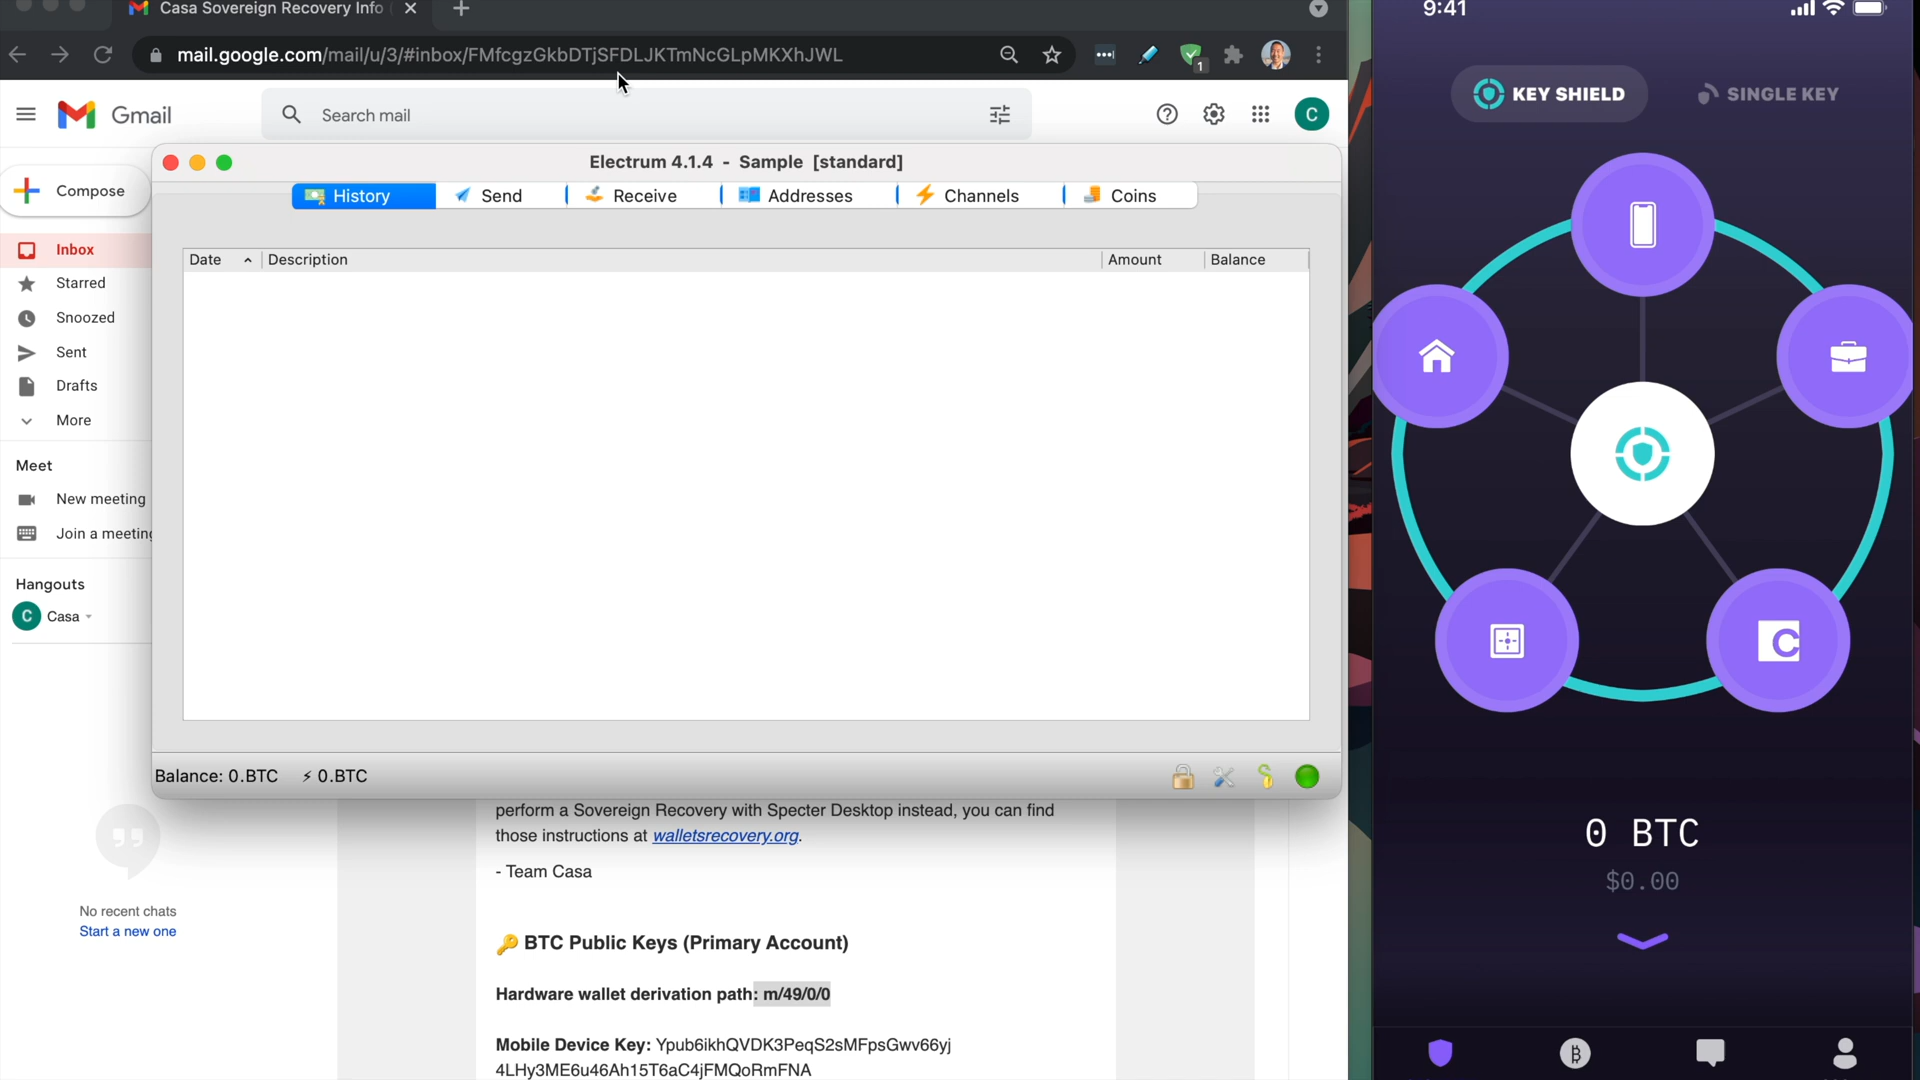 Casa Sovereign Recovery Info
mail.google.com/mail/u/3/#inbox/FMfcgzGkbDTjSFDLJKTmNcGLpMKXhJWL
1
Gmail
Search mail
C
Compose
Inbox
Starred
Snoozed
Sent
Drafts
More
Meet
New meeting
Join a meeting
Hangouts
C Casa
No recent chats
Start a new one
Electrum 4.1.4 - Sample [standard]
History Send Receive Addresses Channels Coins
Date Description Amount Balance
Balance: 0.BTC ⚡ 0.BTC
perform a Sovereign Recovery with Specter Desktop instead, you can find
those instructions at walletsrecovery.org.
- Team Casa
🔑 BTC Public Keys (Primary Account)
Hardware wallet derivation path: m/49/0/0
Mobile Device Key: Ypub6ikhQVDK3PeqS2sMFpsGwv66yj
4LHy3ME6u46Ah15T6aC4jFMQoRmFNA
9:41
KEY SHIELD SINGLE KEY
C
0 BTC
$0.00